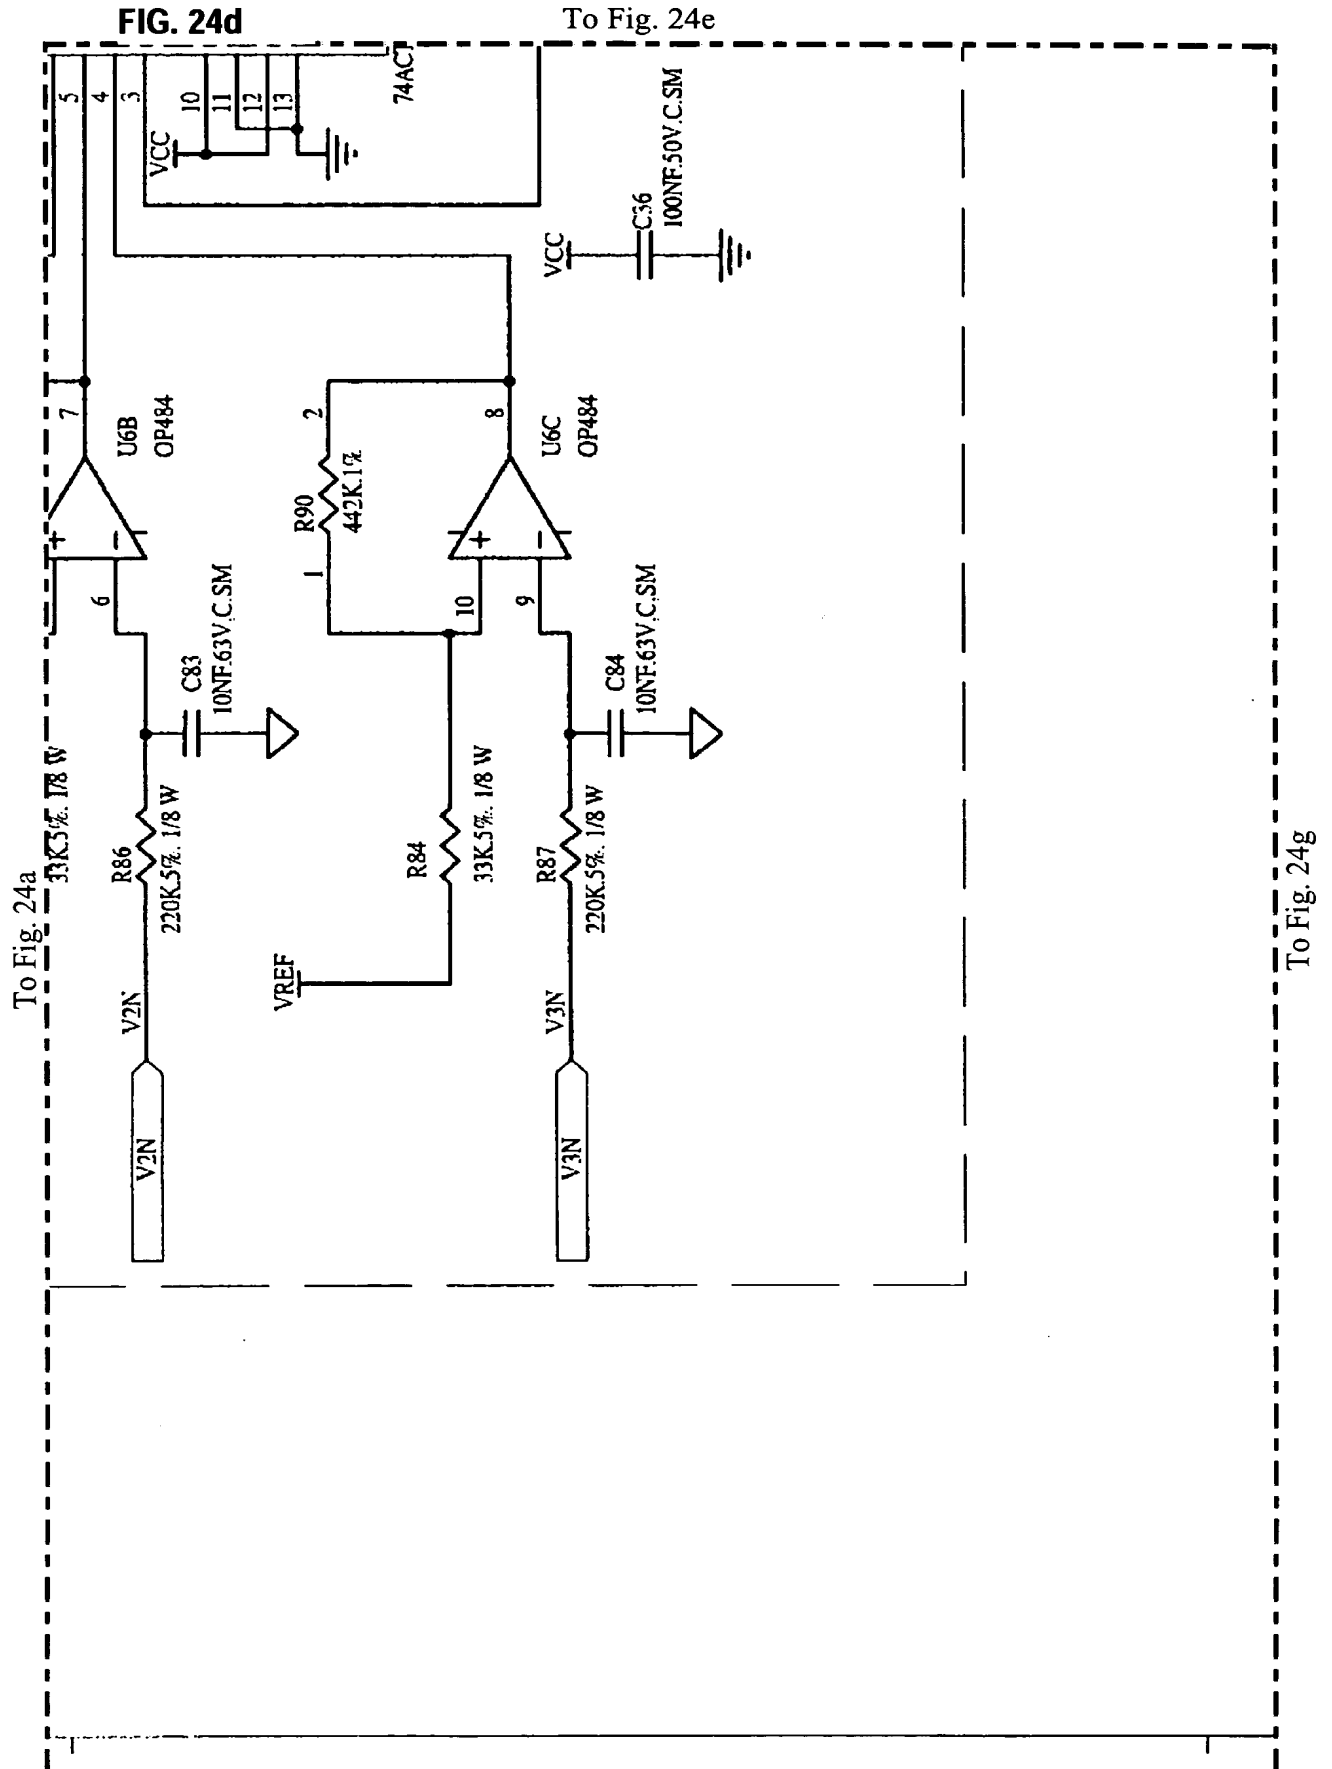 FIG. 24d
To Fig. 24e
5
4
3
10
11
12
13
VCC
74AC
VCC
C36
100NF.50V.C.SM
7
U6B
OP484
+
−
6
2
R90
442K.1%
1
8
U6C
OP484
+
−
10
9
C83
10NF.63V.C.SM
C84
10NF.63V.C.SM
33K.5%. 1/8 W
R86
220K.5%. 1/8 W
R84
33K.5%. 1/8 W
R87
220K.5%. 1/8 W
To Fig. 24a
To Fig. 24g
V2N
VREF
V3N
V2N
V3N